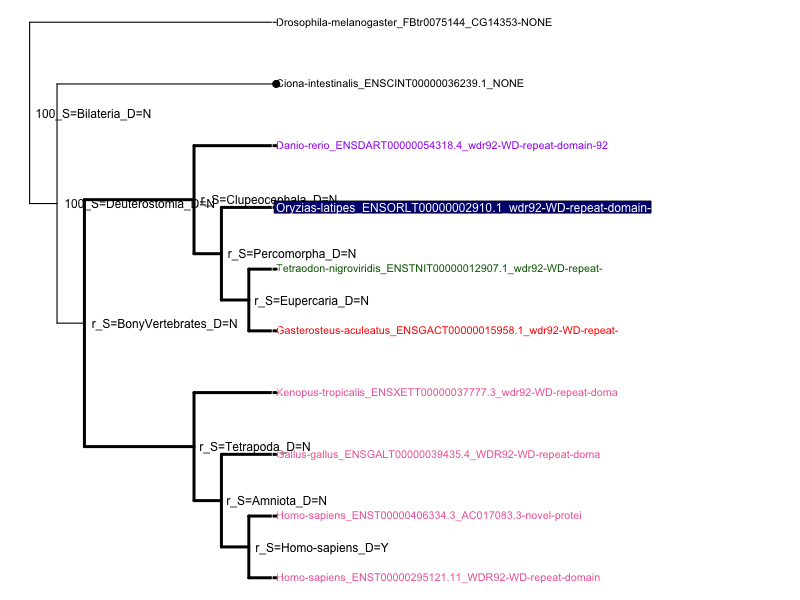 Drosophila-melanogaster_FBtr0075144_CG14353-NONE
Ciona-intestinalis_ENSCINT00000036239.1_NONE
100_S=Bilateria_D=N
Danio-rerio_ENSDART00000054318.4_wdr92-WD-repeat-domain-92
r_S=Clupeocephala_D=N
100_S=Deuterostomia_D=N
Oryzias-latipes_ENSORLT00000002910.1_wdr92-WD-repeat-domain-
r_S=Percomorpha_D=N
Tetraodon-nigroviridis_ENSTNIT00000012907.1_wdr92-WD-repeat-
r_S=Eupercaria_D=N
r_S=BonyVertebrates_D=N
Gasterosteus-aculeatus_ENSGACT00000015958.1_wdr92-WD-repeat-
Xenopus-tropicalis_ENSXETT00000037777.3_wdr92-WD-repeat-doma
r_S=Tetrapoda_D=N
Gallus-gallus_ENSGALT00000039435.4_WDR92-WD-repeat-doma
r_S=Amniota_D=N
Homo-sapiens_ENST00000406334.3_AC017083.3-novel-protei
r_S=Homo-sapiens_D=Y
Homo-sapiens_ENST00000295121.11_WDR92-WD-repeat-domain